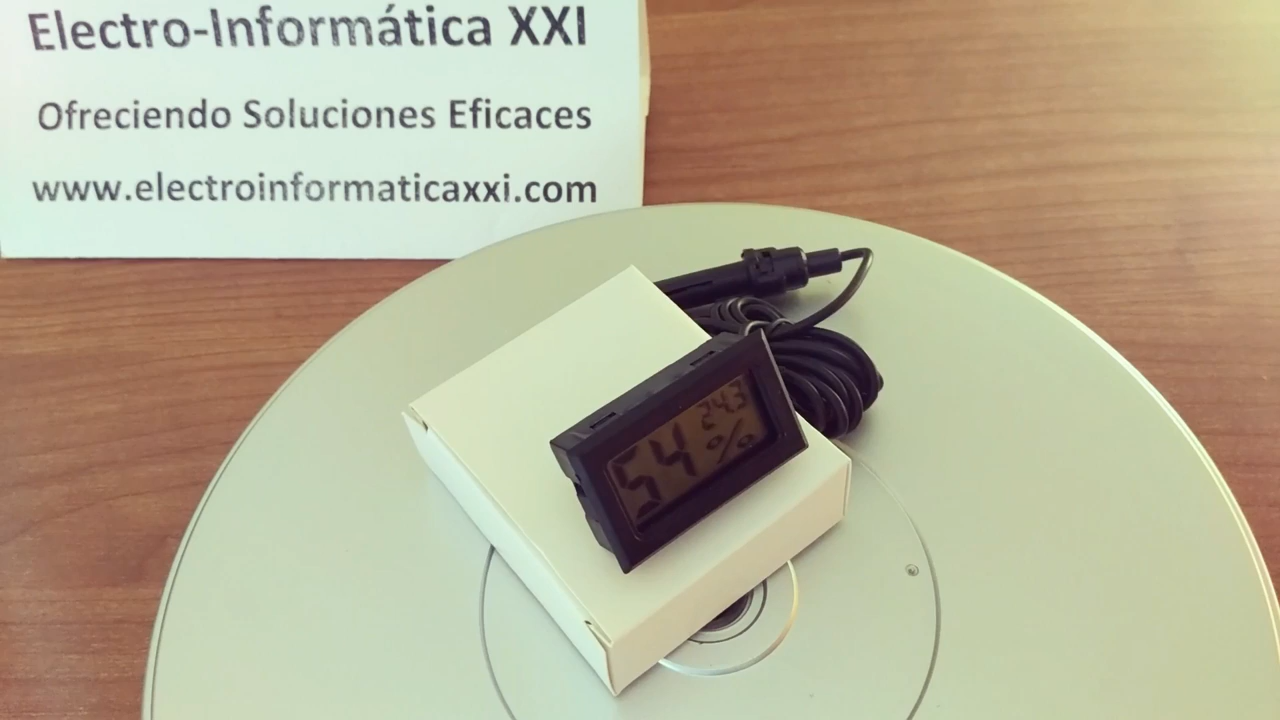 Electro-Informática XXI
Ofreciendo Soluciones Eficaces
www.electroinformaticaxxi.com
24.3
54 %